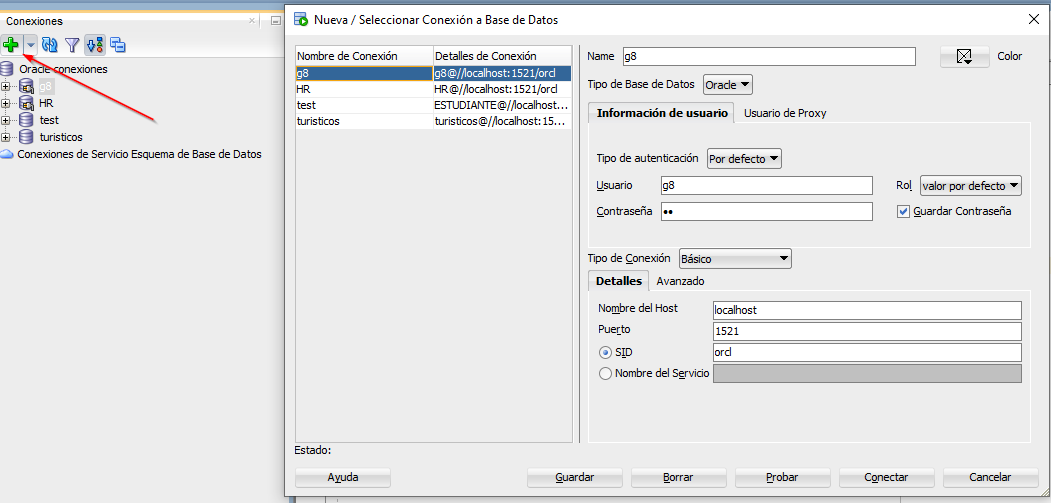 Conexiones
Oracle conexiones
g8
HR
test
turisticos
Conexiones de Servicio Esquema de Base de Datos
Nueva / Seleccionar Conexión a Base de Datos
Nombre de Conexión Detalles de Conexión
g8 g8@//localhost:1521/orcl
HR HR@//localhost:1521/orcl
test ESTUDIANTE@//localhost...
turisticos turisticos@//localhost:15...
Name g8 Color
Tipo de Base de Datos Oracle
Información de usuario Usuario de Proxy
Tipo de autenticación Por defecto
Usuario g8 Rol valor por defecto
Contraseña •• Guardar Contraseña
Tipo de Conexión Básico
Detalles Avanzado
Nombre del Host localhost
Puerto 1521
SID orcl
Nombre del Servicio
Estado:
Ayuda Guardar Borrar Probar Conectar Cancelar